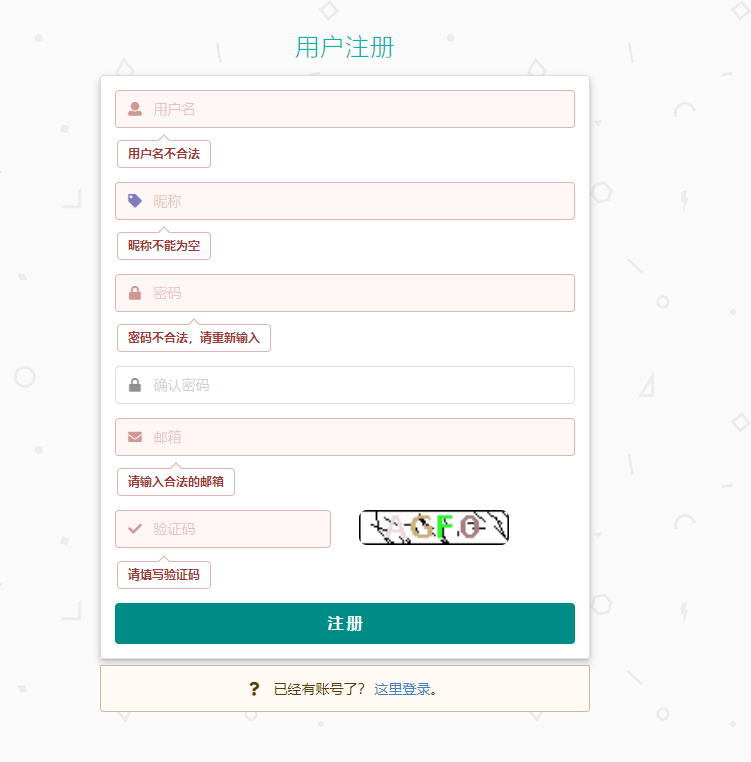 用户注册
用户名
用户名不合法
昵称
昵称不能为空
密码
密码不合法，请重新输入
确认密码
邮箱
请输入合法的邮箱
验证码
AGFO
请填写验证码
注册
? 已经有账号了? 这里登录。